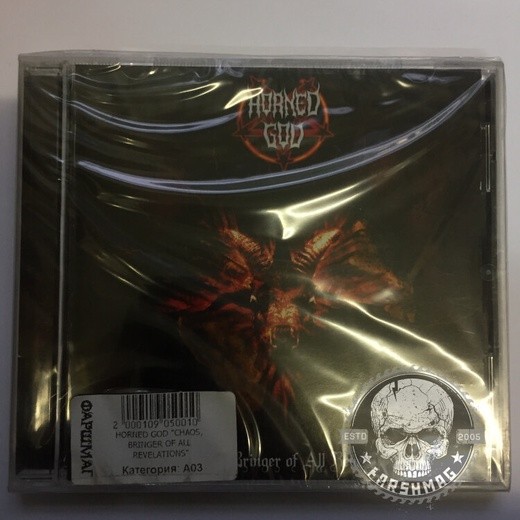 HORNED
GOD
ФАРШМАГ
2 000109 050010
HORNED GOD "CHAOS,
BRINGER OF ALL
REVELATIONS"
Категория: А03
Bringer of All
ESTD 2005
FARSHMAG